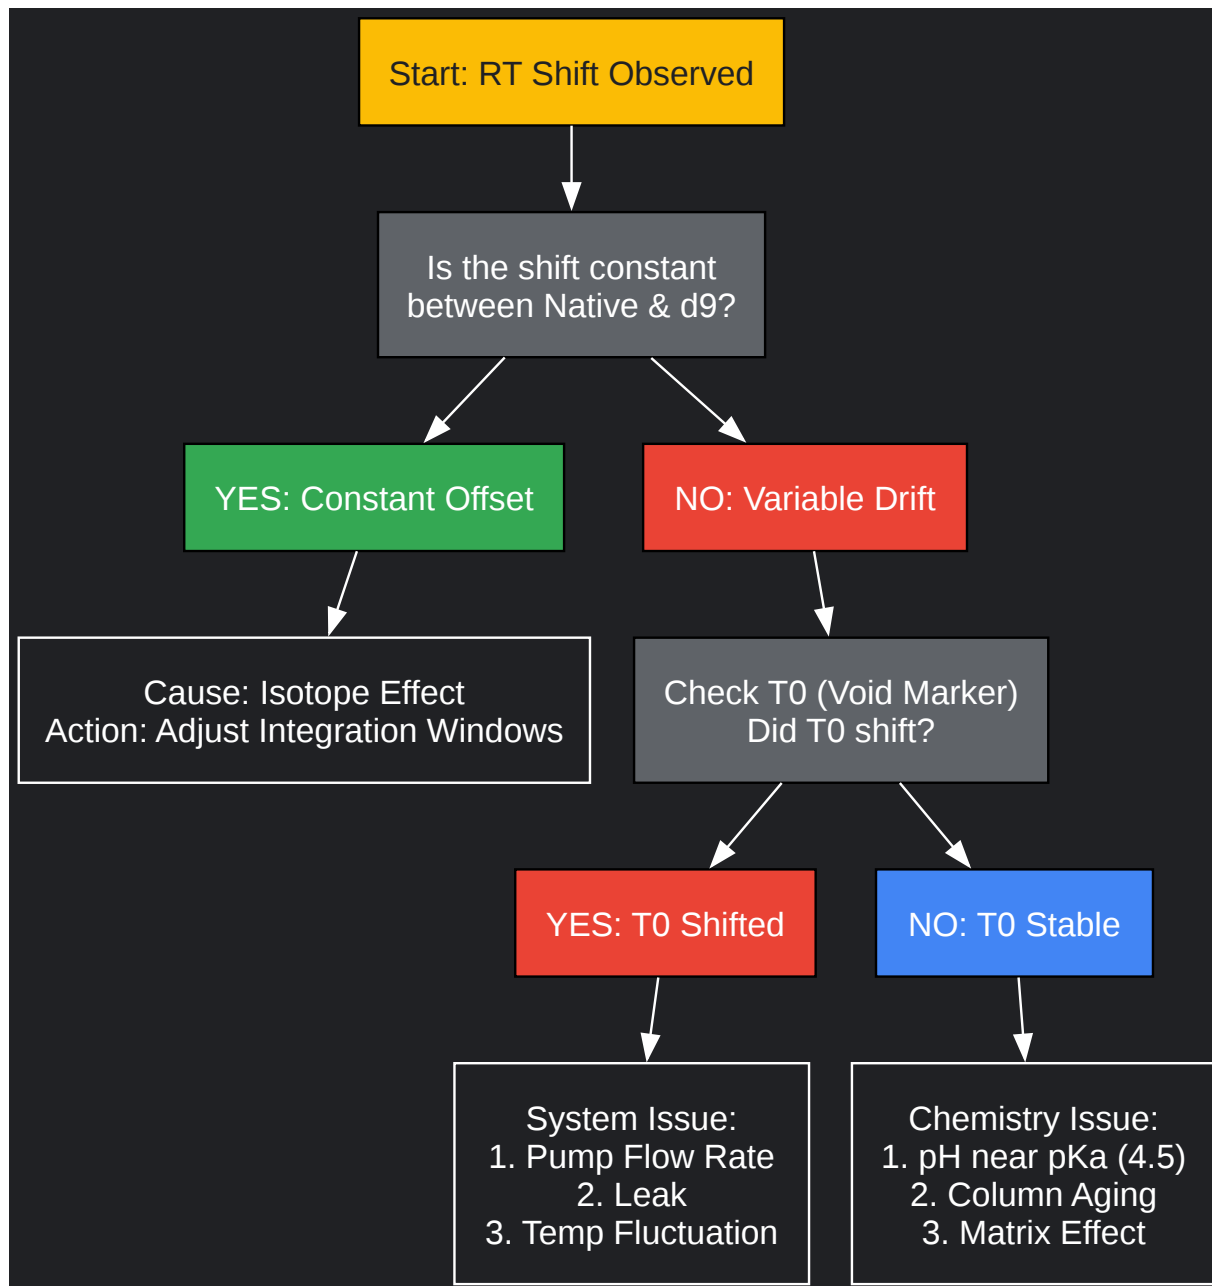 Start: RT Shift Observed
Is the shift constant
between Native & d9?
YES: Constant Offset
NO: Variable Drift
Cause: Isotope Effect
Action: Adjust Integration Windows
Check T0 (Void Marker)
Did T0 shift?
YES: T0 Shifted
NO: T0 Stable
System Issue:
1. Pump Flow Rate
2. Leak
3. Temp Fluctuation
Chemistry Issue:
1. pH near pKa (4.5)
2. Column Aging
3. Matrix Effect